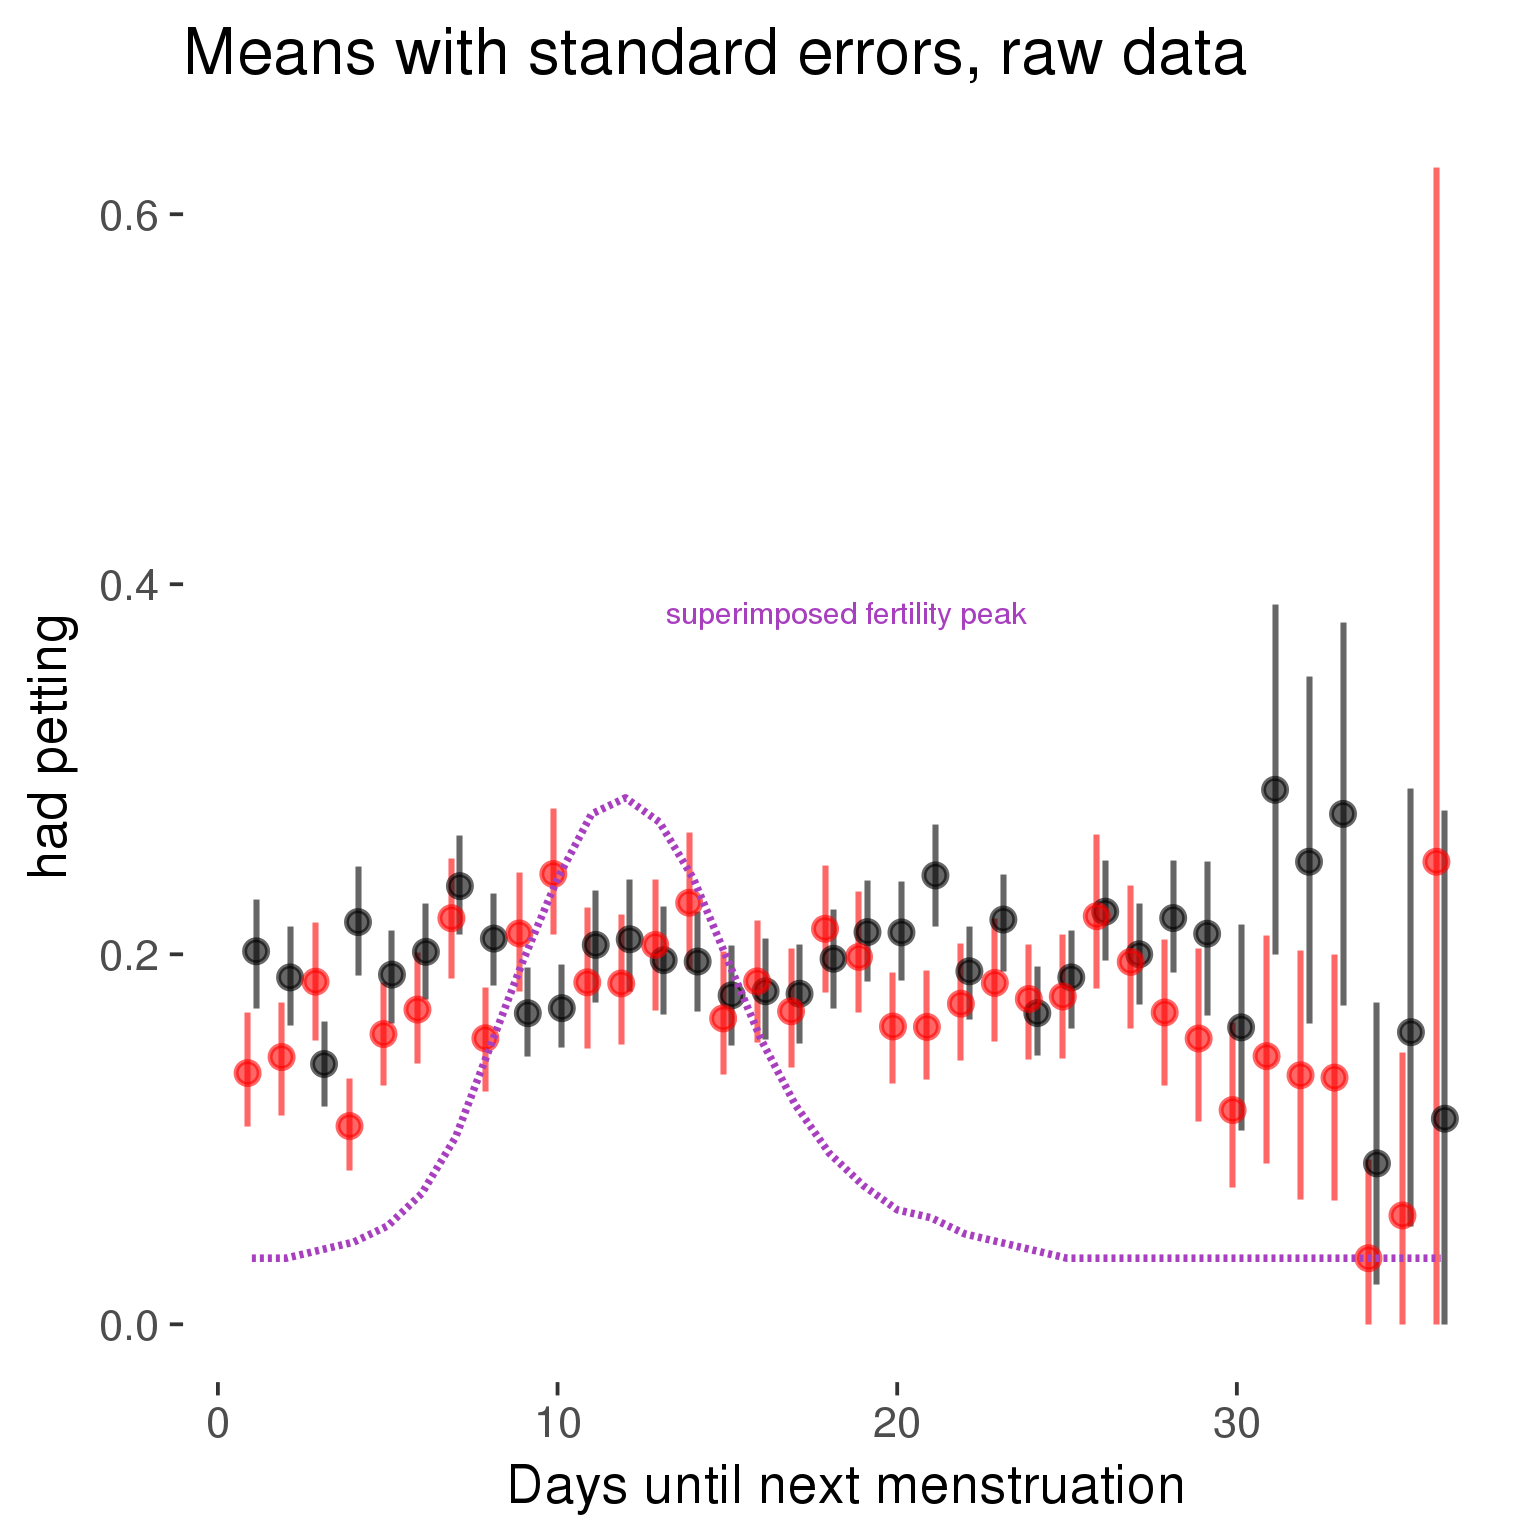 Means with standard errors, raw data
0.6
0.4
0.2
0.0
had petting
superimposed fertility peak
0 10 20 30
Days until next menstruation